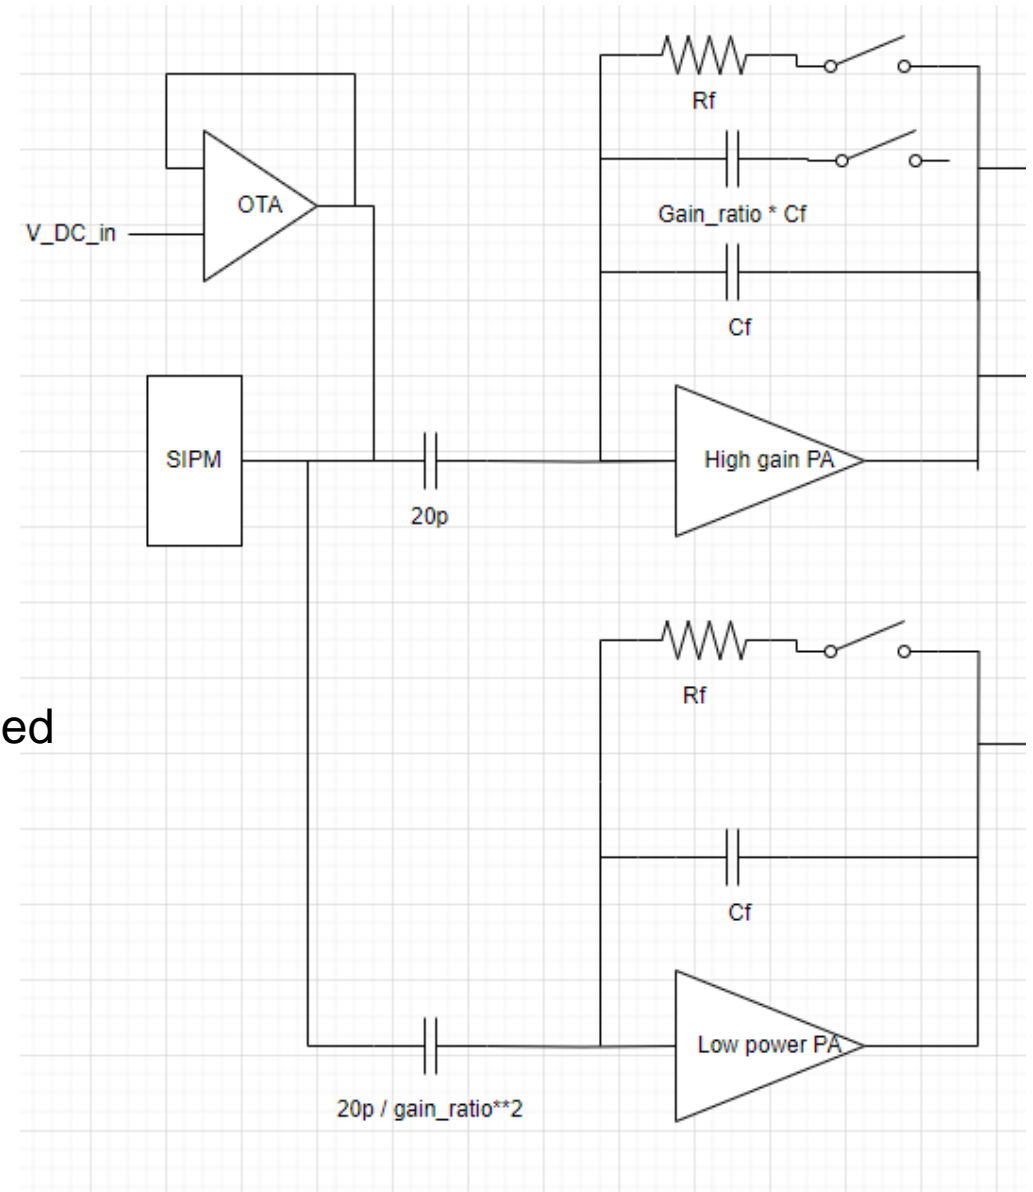 Rf
OTA
Gain_ratio * Cf
V_DC_in
Cf
SIPM
High gain PA
20p
Rf
ed
Cf
Low power PA
20p / gain_ratio**2